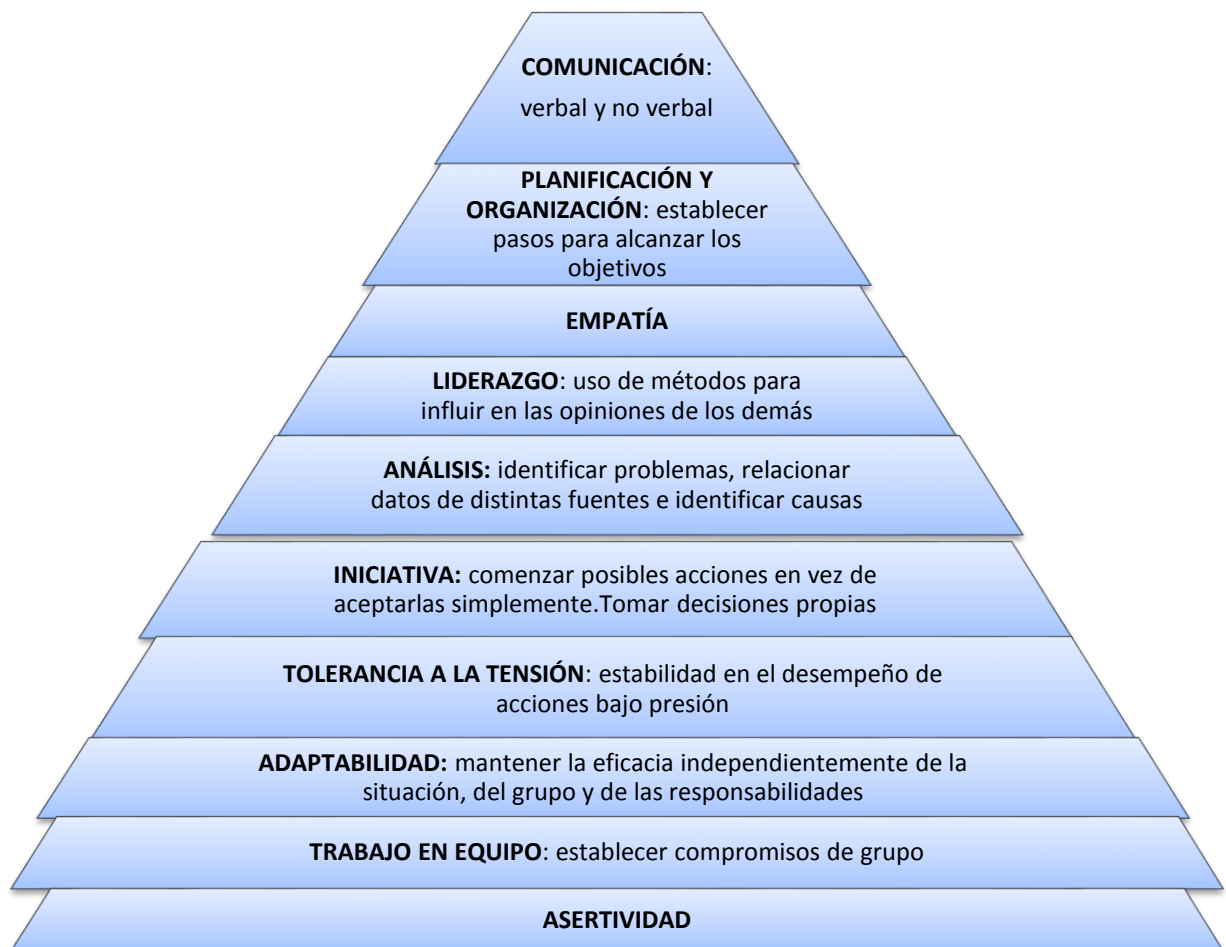 COMUNICACIÓN:
verbal y no verbal
PLANIFICACIÓN Y
ORGANIZACIÓN: establecer
pasos para alcanzar los
objetivos
EMPATÍA
LIDERAZGO: uso de métodos para
influir en las opiniones de los demás
ANÁLISIS: identificar problemas, relacionar
datos de distintas fuentes e identificar causas
INICIATIVA: comenzar posibles acciones en vez de
aceptarlas simplemente.Tomar decisiones propias
TOLERANCIA A LA TENSIÓN: estabilidad en el desempeño de
acciones bajo presión
ADAPTABILIDAD: mantener la eficacia independientemente de la
situación, del grupo y de las responsabilidades
TRABAJO EN EQUIPO: establecer compromisos de grupo
ASERTIVIDAD